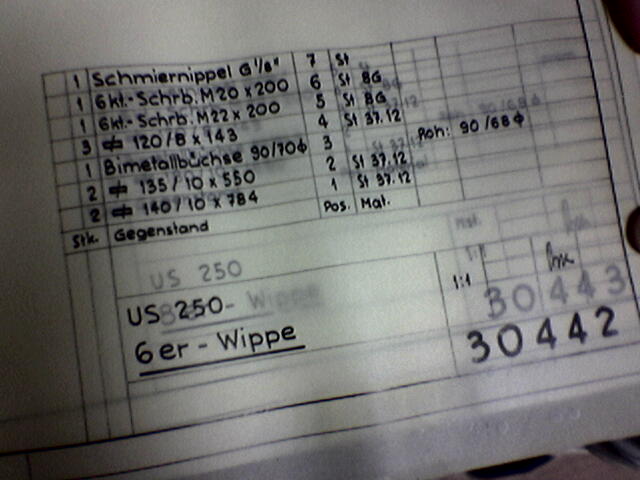 1 Schmiernippel G 1/8" 7 St
1 6kt.-Schrb. M20 x 200 6 St 8G
1 6kt.-Schrb. M22 x 200 5 St 8G
3 120/8 x 143 4 St 37.12
1 Bimetallbüchse 90/70ϕ 3 Roh: 90/68 ϕ
2 135/10 x 550 2 St 37.12
2 140/10 x 784 1 St 37.12
Stk. Gegenstand Pos. Mat.
US 250
US 250- Wippe 1:1
30443
6er - Wippe
30442